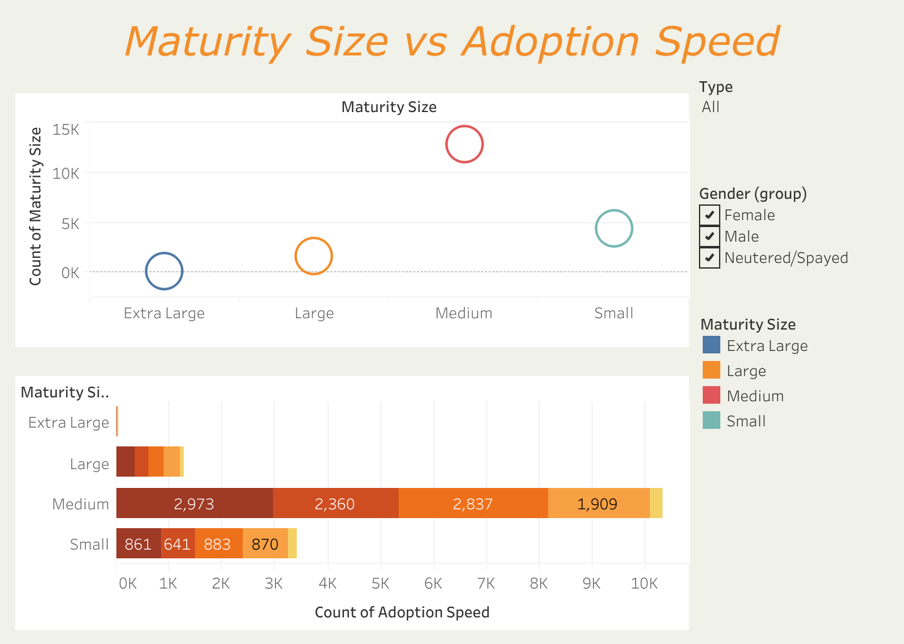 Maturity Size vs Adoption Speed
Maturity Size
Count of Maturity Size
15K
10K
5K
0K
Extra Large
Large
Medium
Small
Type
All
Gender (group)
Female
Male
Neutered/Spayed
Maturity Size
Extra Large
Large
Medium
Small
Maturity Si..
Extra Large
Large
Medium 2,973 2,360 2,837 1,909
Small 861 641 883 870
0K 1K 2K 3K 4K 5K 6K 7K 8K 9K 10K
Count of Adoption Speed